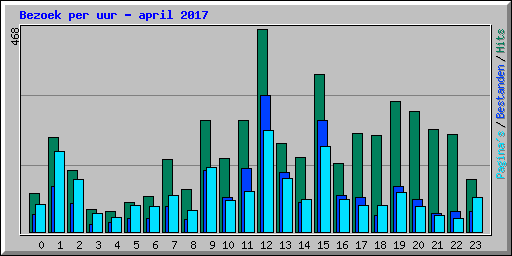 Bezoek per uur - april 2017
468
Pagina's / Bestanden / Hits
0 1 2 3 4 5 6 7 8 9 10 11 12 13 14 15 16 17 18 19 20 21 22 23